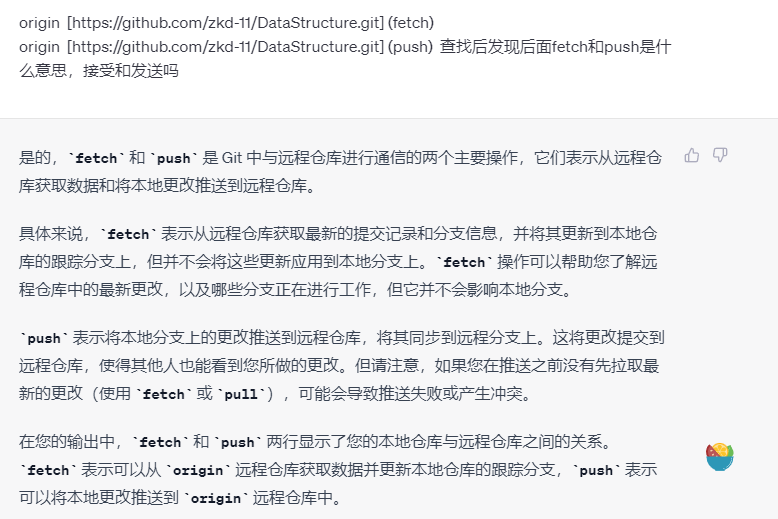 origin [https://github.com/zkd-11/DataStructure.git] (fetch)
origin [https://github.com/zkd-11/DataStructure.git] (push) 查找后发现后面fetch和push是什
么意思，接受和发送吗
是的，`fetch` 和 `push` 是 Git 中与远程仓库进行通信的两个主要操作，它们表示从远程仓
库获取数据和将本地更改推送到远程仓库。
具体来说，`fetch` 表示从远程仓库获取最新的提交记录和分支信息，并将其更新到本地仓
库的跟踪分支上，但并不会将这些更新应用到本地分支上。`fetch` 操作可以帮助您了解远
程仓库中的最新更改，以及哪些分支正在进行工作，但它并不会影响本地分支。
`push` 表示将本地分支上的更改推送到远程仓库，将其同步到远程分支上。这将更改提交到
远程仓库，使得其他人也能看到您所做的更改。但请注意，如果您在推送之前没有先拉取最
新的更改（使用 `fetch` 或 `pull`），可能会导致推送失败或产生冲突。
在您的输出中，`fetch` 和 `push` 两行显示了您的本地仓库与远程仓库之间的关系。
`fetch` 表示可以从 `origin` 远程仓库获取数据并更新本地仓库的跟踪分支，`push` 表示
可以将本地更改推送到 `origin` 远程仓库中。